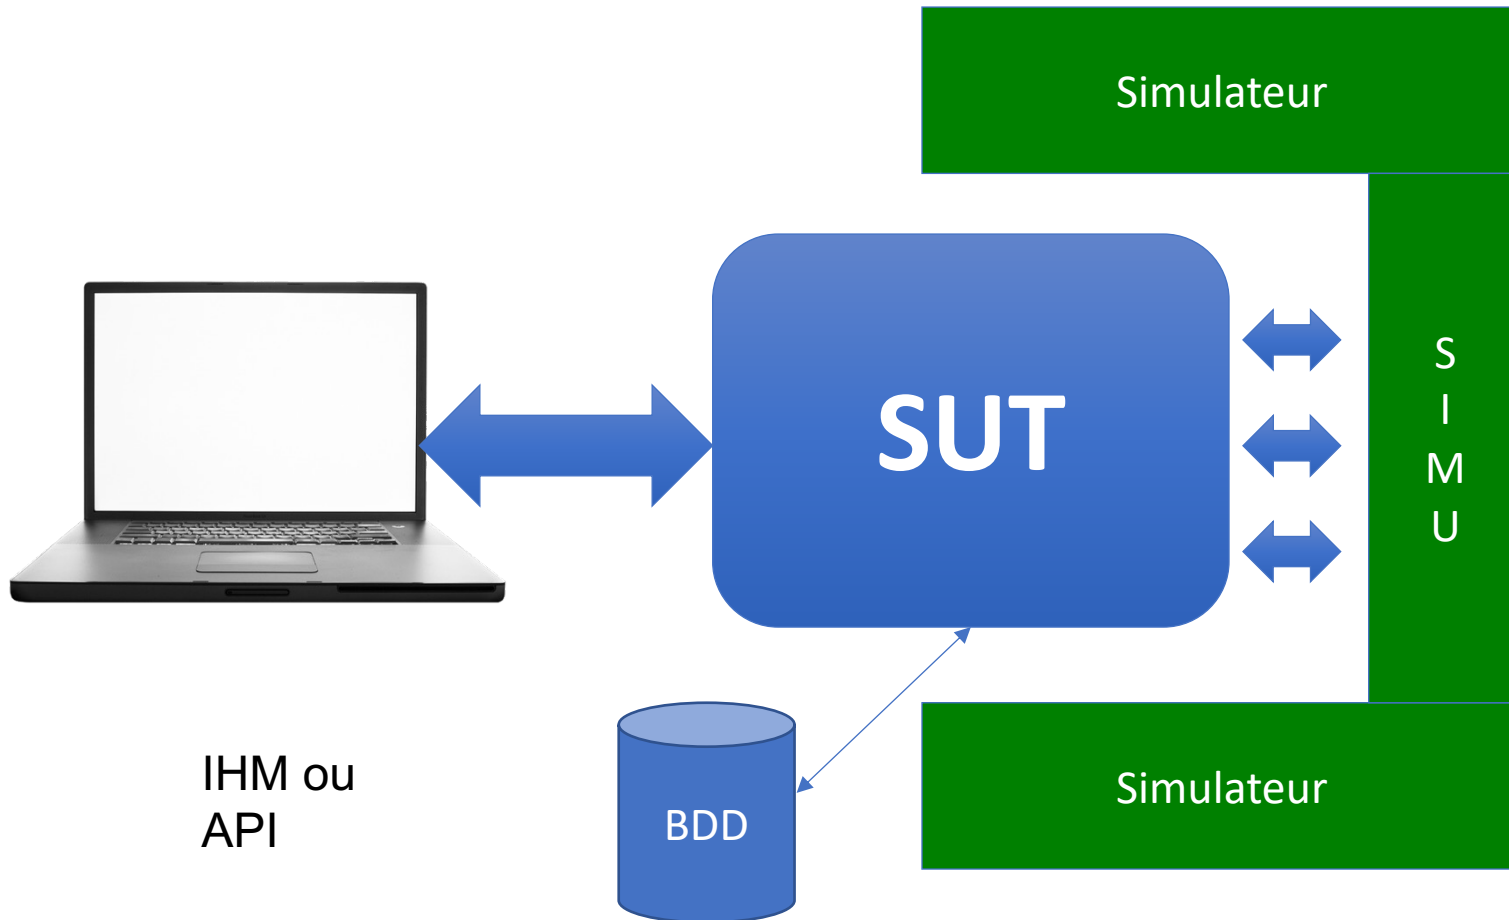 Simulateur
SUT
S
I
M
U
IHM ou
API
BDD
Simulateur